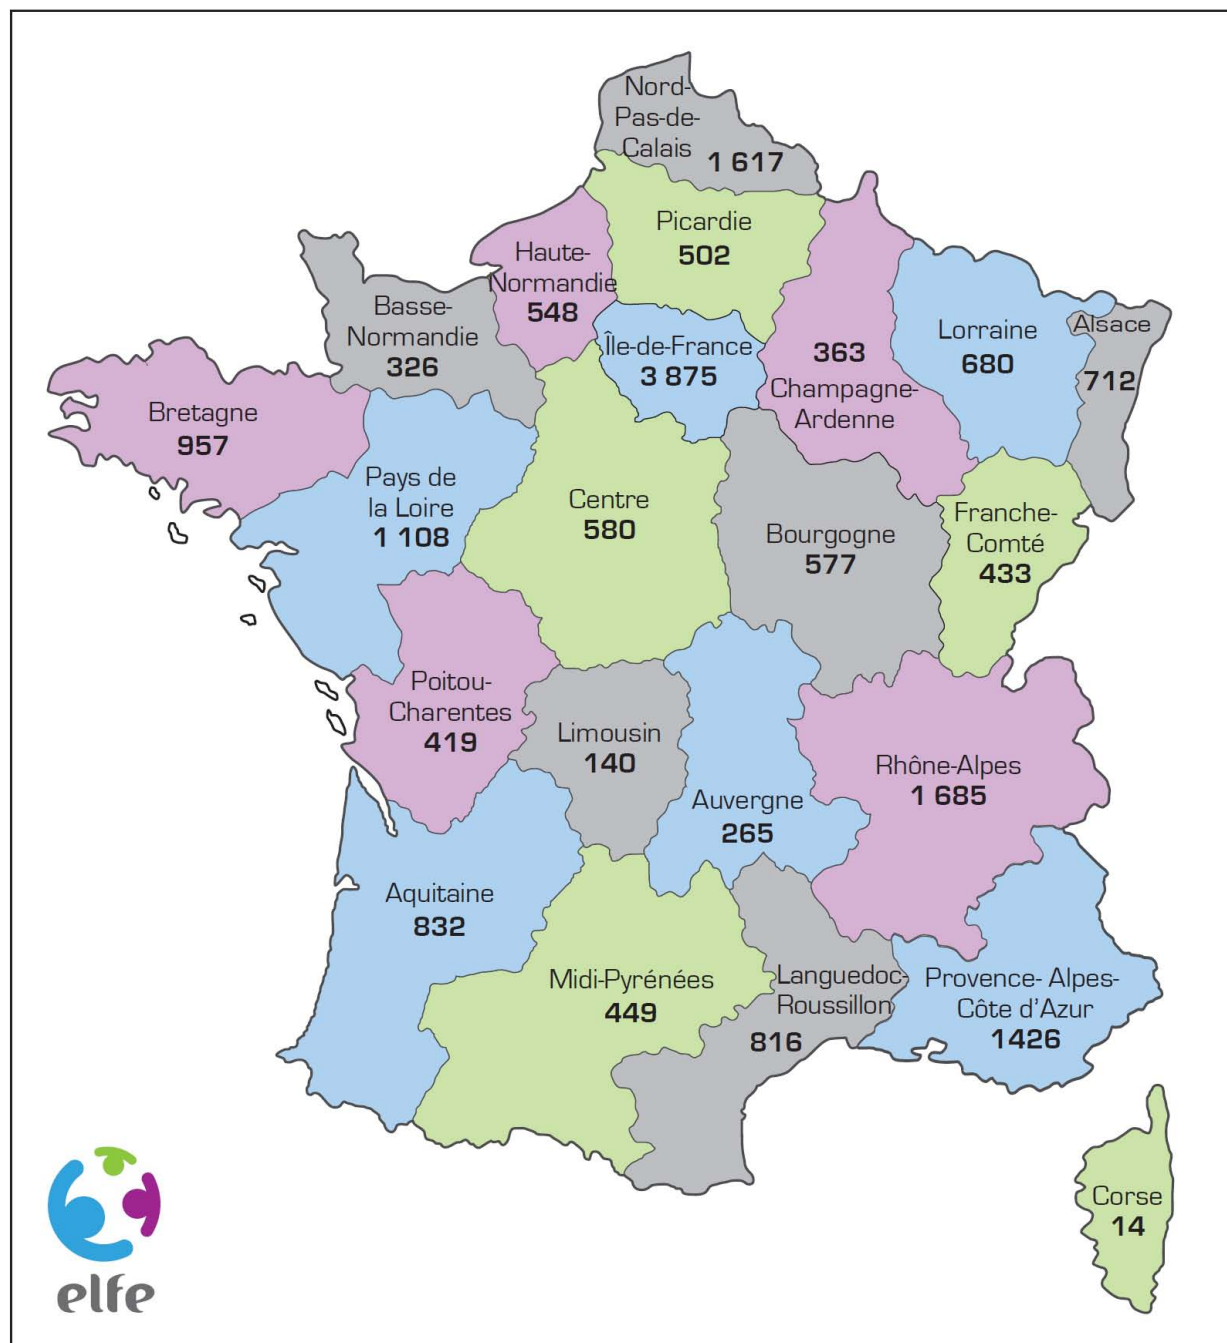 Nord-
Pas-de-
Calais
1 617
Picardie
502
Haute-
Normandie
548
Basse-
Normandie
326
Île-de-France
3 875
363
Champagne-
Ardenne
Lorraine
680
Alsace
712
Bretagne
957
Pays de
la Loire
1 108
Centre
580
Bourgogne
577
Franche-
Comté
433
Poitou-
Charentes
419
Limousin
140
Auvergne
265
Rhône-Alpes
1 685
Aquitaine
832
Midi-Pyrénées
449
Languedoc-
Roussillon
816
Provence- Alpes-
Côte d'Azur
1426
Corse
14
elfe